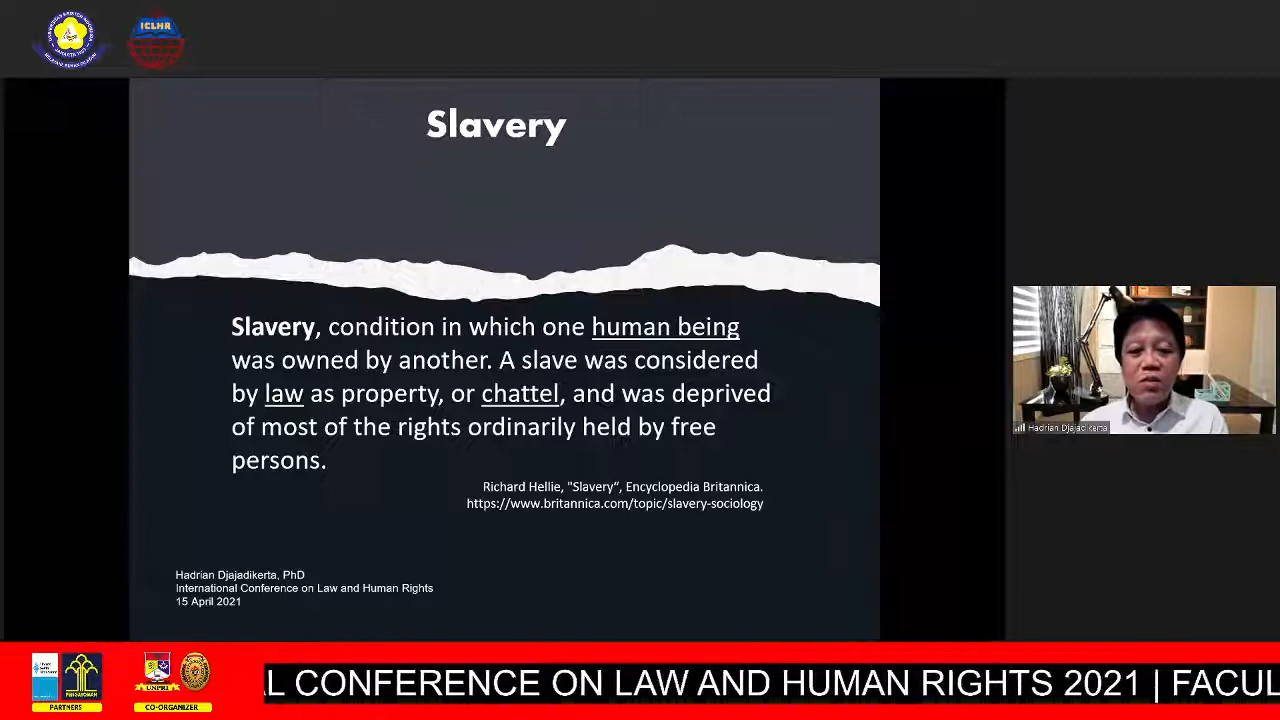 ICLHR
Slavery
Slavery, condition in which one human being
was owned by another. A slave was considered
by law as property, or chattel, and was deprived
of most of the rights ordinarily held by free
persons.
Richard Hellie, "Slavery", Encyclopedia Britannica.
https://www.britannica.com/topic/slavery-sociology
Hadrian Djajadikerta
Hadrian Djajadikerta, PhD
International Conference on Law and Human Rights
15 April 2021
PENGAYOMAN
UNPRI
PARTNERS
CO-ORGANIZER
AL CONFERENCE ON LAW AND HUMAN RIGHTS 2021 | FACUL